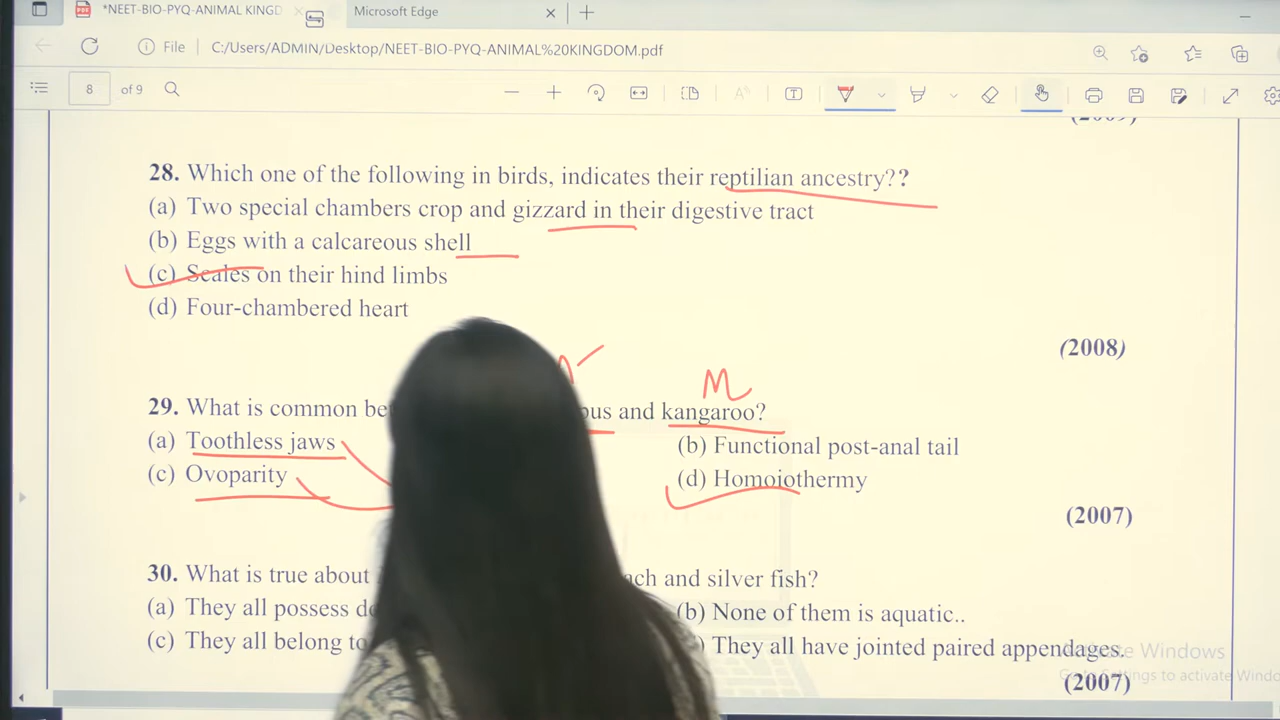 *NEET-BIO-PYQ-ANIMAL KINGD
Microsoft Edge
File C:/Users/ADMIN/Desktop/NEET-BIO-PYQ-ANIMAL%20KINGDOM.pdf
8 of 9
(2009)
28. Which one of the following in birds, indicates their reptilian ancestry??
(a) Two special chambers crop and gizzard in their digestive tract
(b) Eggs with a calcareous shell
(c) Scales on their hind limbs
(d) Four-chambered heart
(2008)
M
29. What is common and kangaroo?
(a) Toothless jaws (b) Functional post-anal tail
(c) Ovoparity (d) Homoiothermy
(2007)
30. What is true about and silver fish?
(a) They all possess (b) None of them is aquatic..
(c) They all belong to They all have jointed paired appendages.
Activate Windows
Go to Settings to activate Windo
(2007)